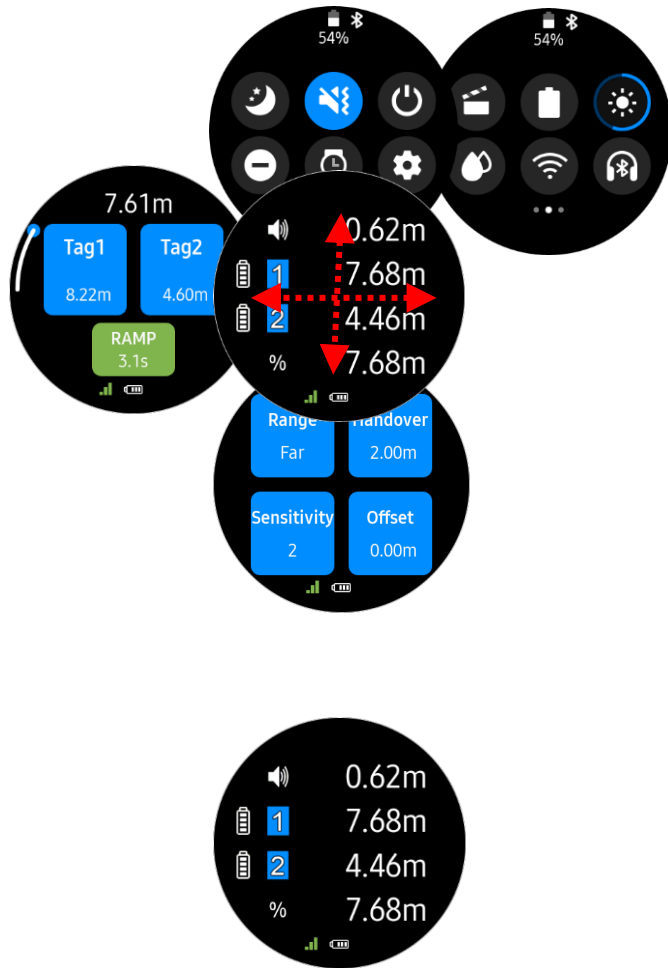 54%
54%
7.61m
Tag1 Tag2
8.22m 4.60m
RAMP
3.1s
0.62m
1 7.68m
2 4.46m
% 7.68m
Range Handover
Far 2.00m
Sensitivity Offset
2 0.00m
0.62m
1 7.68m
2 4.46m
% 7.68m